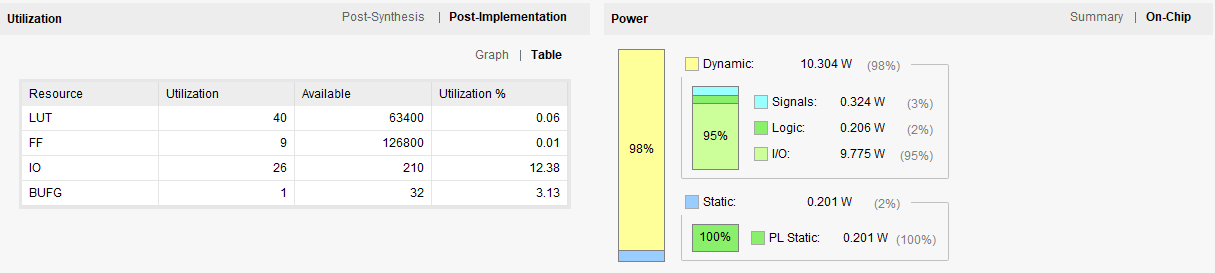 Utilization Post-Synthesis | Post-Implementation
Graph | Table
Resource Utilization Available Utilization %
LUT 40 63400 0.06
FF 9 126800 0.01
IO 26 210 12.38
BUFG 1 32 3.13
Power Summary | On-Chip
98%
Dynamic: 10.304 W (98%)
95%
Signals: 0.324 W (3%)
Logic: 0.206 W (2%)
I/O: 9.775 W (95%)
Static: 0.201 W (2%)
100%
PL Static: 0.201 W (100%)